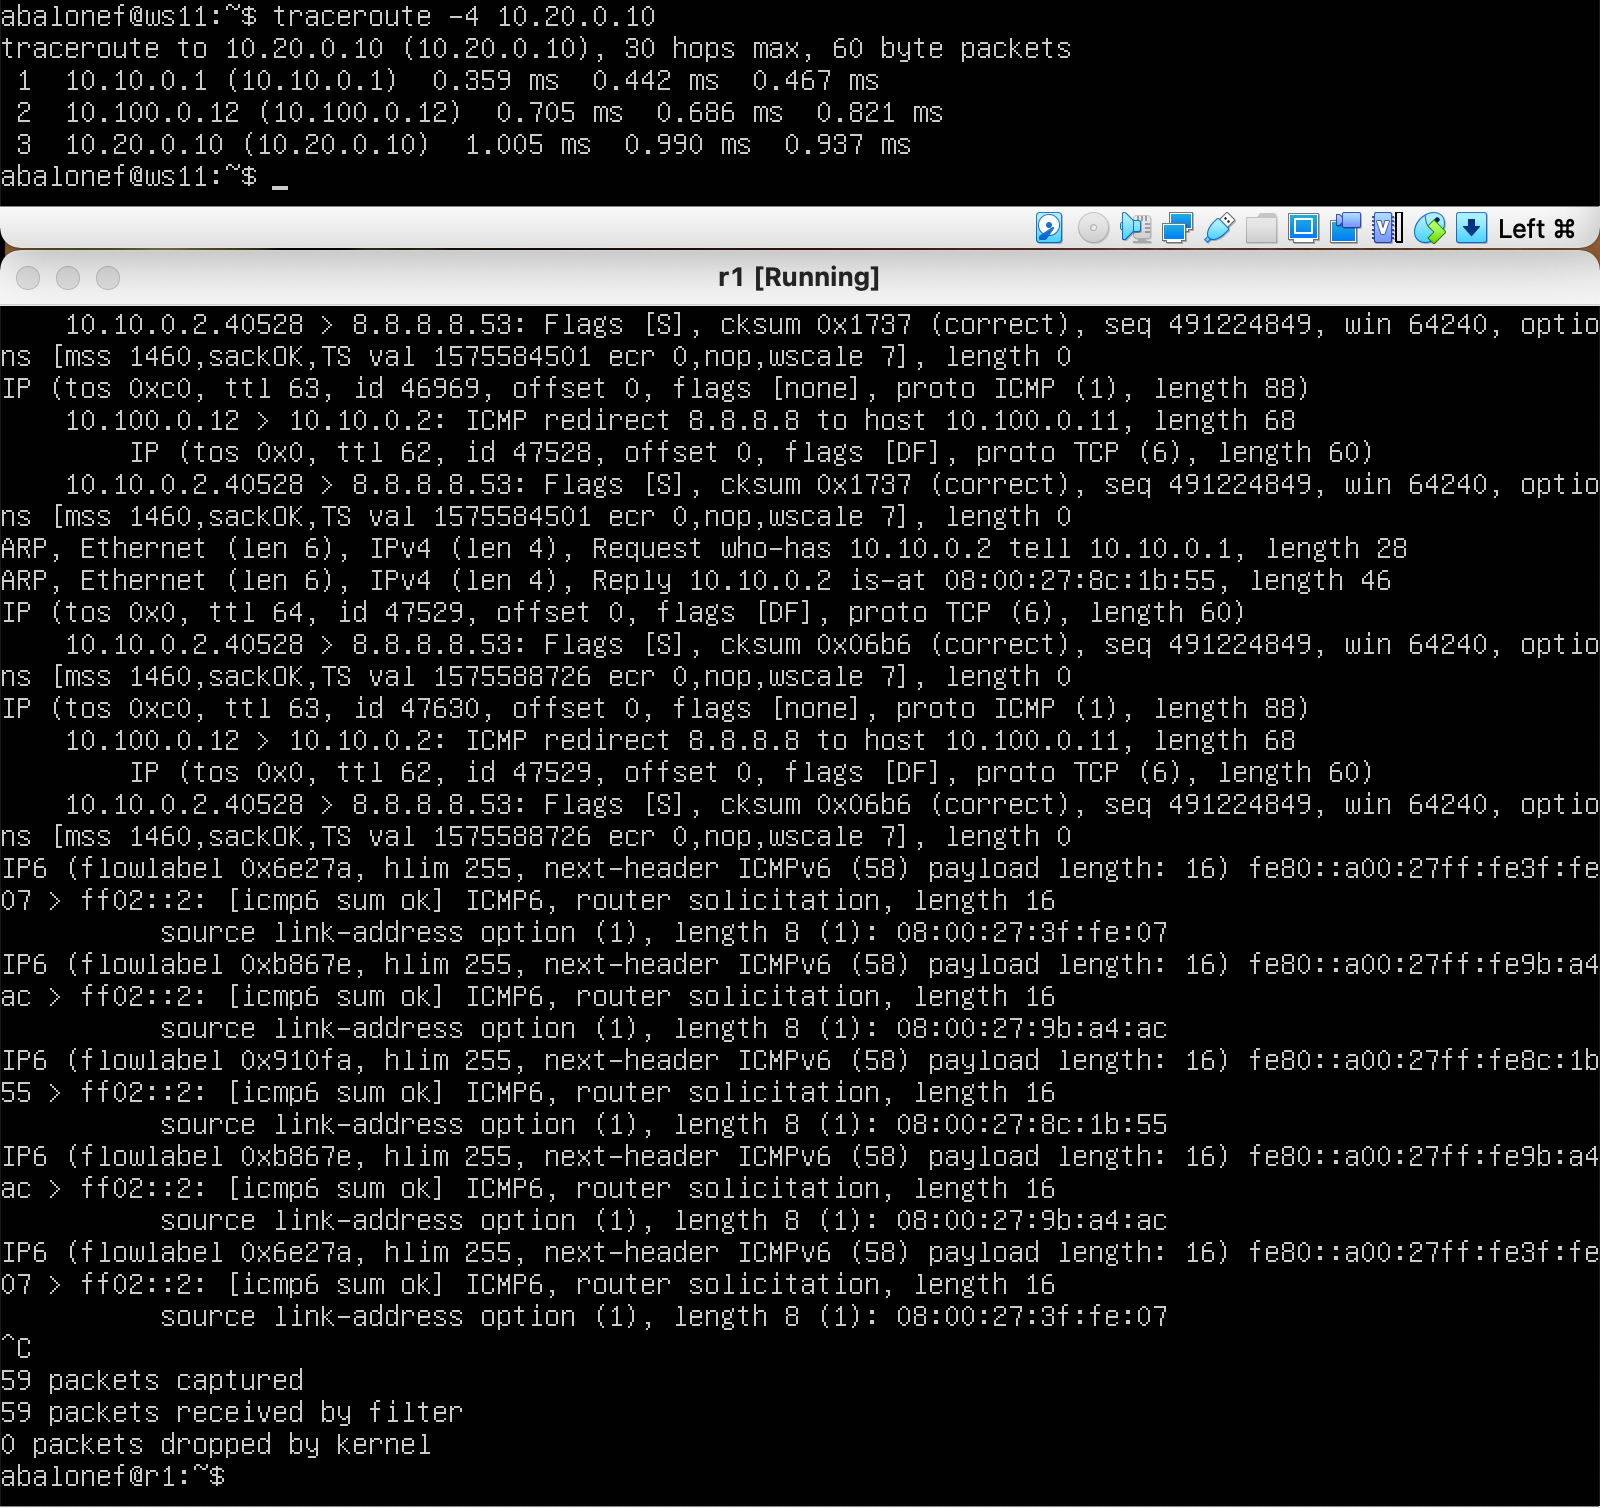 abalonef@ws11:~$ traceroute -4 10.20.0.10
traceroute to 10.20.0.10 (10.20.0.10), 30 hops max, 60 byte packets
 1  10.10.0.1 (10.10.0.1)  0.359 ms  0.442 ms  0.467 ms
 2  10.100.0.12 (10.100.0.12)  0.705 ms  0.686 ms  0.821 ms
 3  10.20.0.10 (10.20.0.10)  1.005 ms  0.990 ms  0.937 ms
abalonef@ws11:~$ _
Left ⌘
r1 [Running]
    10.10.0.2.40528 > 8.8.8.8.53: Flags [S], cksum 0x1737 (correct), seq 491224849, win 64240, optio
ns [mss 1460,sackOK,TS val 1575584501 ecr 0,nop,wscale 7], length 0
IP (tos 0xc0, ttl 63, id 46969, offset 0, flags [none], proto ICMP (1), length 88)
    10.100.0.12 > 10.10.0.2: ICMP redirect 8.8.8.8 to host 10.100.0.11, length 68
        IP (tos 0x0, ttl 62, id 47528, offset 0, flags [DF], proto TCP (6), length 60)
    10.10.0.2.40528 > 8.8.8.8.53: Flags [S], cksum 0x1737 (correct), seq 491224849, win 64240, optio
ns [mss 1460,sackOK,TS val 1575584501 ecr 0,nop,wscale 7], length 0
ARP, Ethernet (len 6), IPv4 (len 4), Request who-has 10.10.0.2 tell 10.10.0.1, length 28
ARP, Ethernet (len 6), IPv4 (len 4), Reply 10.10.0.2 is-at 08:00:27:8c:1b:55, length 46
IP (tos 0x0, ttl 64, id 47529, offset 0, flags [DF], proto TCP (6), length 60)
    10.10.0.2.40528 > 8.8.8.8.53: Flags [S], cksum 0x06b6 (correct), seq 491224849, win 64240, optio
ns [mss 1460,sackOK,TS val 1575588726 ecr 0,nop,wscale 7], length 0
IP (tos 0xc0, ttl 63, id 47630, offset 0, flags [none], proto ICMP (1), length 88)
    10.100.0.12 > 10.10.0.2: ICMP redirect 8.8.8.8 to host 10.100.0.11, length 68
        IP (tos 0x0, ttl 62, id 47529, offset 0, flags [DF], proto TCP (6), length 60)
    10.10.0.2.40528 > 8.8.8.8.53: Flags [S], cksum 0x06b6 (correct), seq 491224849, win 64240, optio
ns [mss 1460,sackOK,TS val 1575588726 ecr 0,nop,wscale 7], length 0
IP6 (flowlabel 0x6e27a, hlim 255, next-header ICMPv6 (58) payload length: 16) fe80::a00:27ff:fe3f:fe
07 > ff02::2: [icmp6 sum ok] ICMP6, router solicitation, length 16
          source link-address option (1), length 8 (1): 08:00:27:3f:fe:07
IP6 (flowlabel 0xb867e, hlim 255, next-header ICMPv6 (58) payload length: 16) fe80::a00:27ff:fe9b:a4
ac > ff02::2: [icmp6 sum ok] ICMP6, router solicitation, length 16
          source link-address option (1), length 8 (1): 08:00:27:9b:a4:ac
IP6 (flowlabel 0x910fa, hlim 255, next-header ICMPv6 (58) payload length: 16) fe80::a00:27ff:fe8c:1b
55 > ff02::2: [icmp6 sum ok] ICMP6, router solicitation, length 16
          source link-address option (1), length 8 (1): 08:00:27:8c:1b:55
IP6 (flowlabel 0xb867e, hlim 255, next-header ICMPv6 (58) payload length: 16) fe80::a00:27ff:fe9b:a4
ac > ff02::2: [icmp6 sum ok] ICMP6, router solicitation, length 16
          source link-address option (1), length 8 (1): 08:00:27:9b:a4:ac
IP6 (flowlabel 0x6e27a, hlim 255, next-header ICMPv6 (58) payload length: 16) fe80::a00:27ff:fe3f:fe
07 > ff02::2: [icmp6 sum ok] ICMP6, router solicitation, length 16
          source link-address option (1), length 8 (1): 08:00:27:3f:fe:07
^C
59 packets captured
59 packets received by filter
0 packets dropped by kernel
abalonef@r1:~$